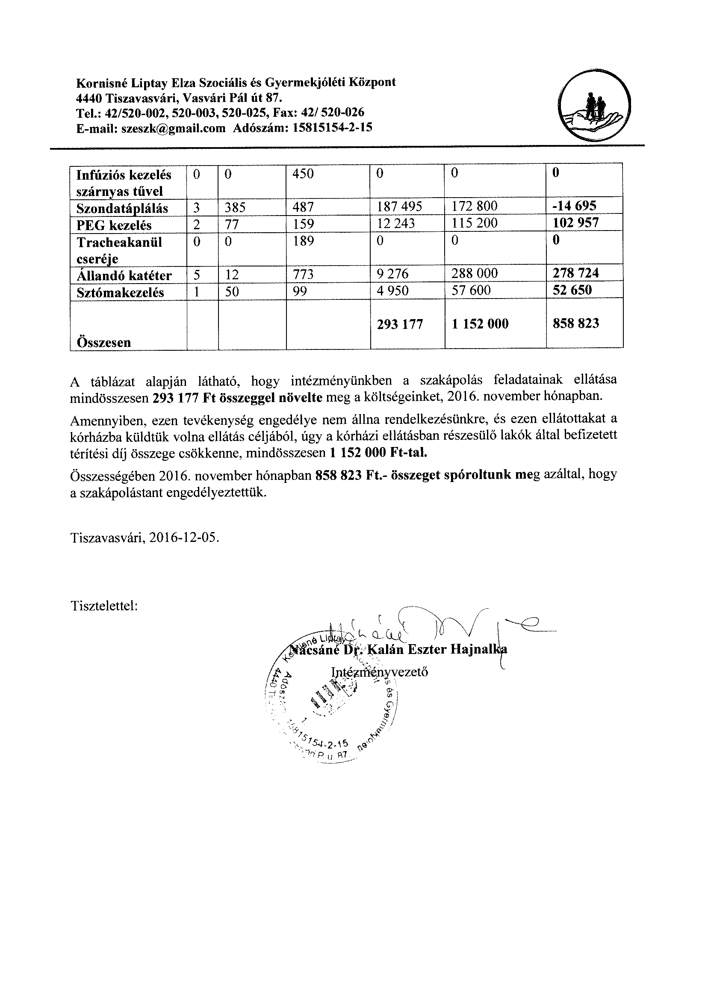 Kornisné Liptay Elza Szociális és Gyermekjóléti Központ
4440 Tiszavasvári, Vasvári Pál út 87.
Tel.: 42/520-002, 520-003, 520-025, Fax: 42/ 520-026
E-mail: szeszk@gmail.com Adószám: 15815154-2-15
Infúziós kezelés 0 0 450 0 0 0
szárnyas tűvel
Szondatáplálás 3 385 487 187 495 172 800 -14 695
PEG kezelés 2 77 159 12 243 115 200 102 957
Tracheakanül 0 0 189 0 0 0
cseréje
Állandó katéter 5 12 773 9 276 288 000 278 724
Sztómakezelés 1 50 99 4 950 57 600 52 650
293 177 1 152 000 858 823
Összesen
A táblázat alapján látható, hogy intézményünkben a szakápolás feladatainak ellátása
mindösszesen 293 177 Ft összeggel növelte meg a költségeinket, 2016. november hónapban.
Amennyiben, ezen tevékenység engedélye nem állna rendelkezésünkre, és ezen ellátottakat a
kórházba küldtük volna ellátás céljából, úgy a kórházi ellátásban részesülő lakók által befizetett
térítési díj összege csökkenne, mindösszesen 1 152 000 Ft-tal.
Összességében 2016. november hónapban 858 823 Ft.- összeget spóroltunk meg azáltal, hogy
a szakápolástant engedélyeztettük.
Tiszavasvári, 2016-12-05.
Tisztelettel:
Nácsáné Dr. Kalán Eszter Hajnalka
Intézményvezető
4440
15815154-2-15
P. u. 87.